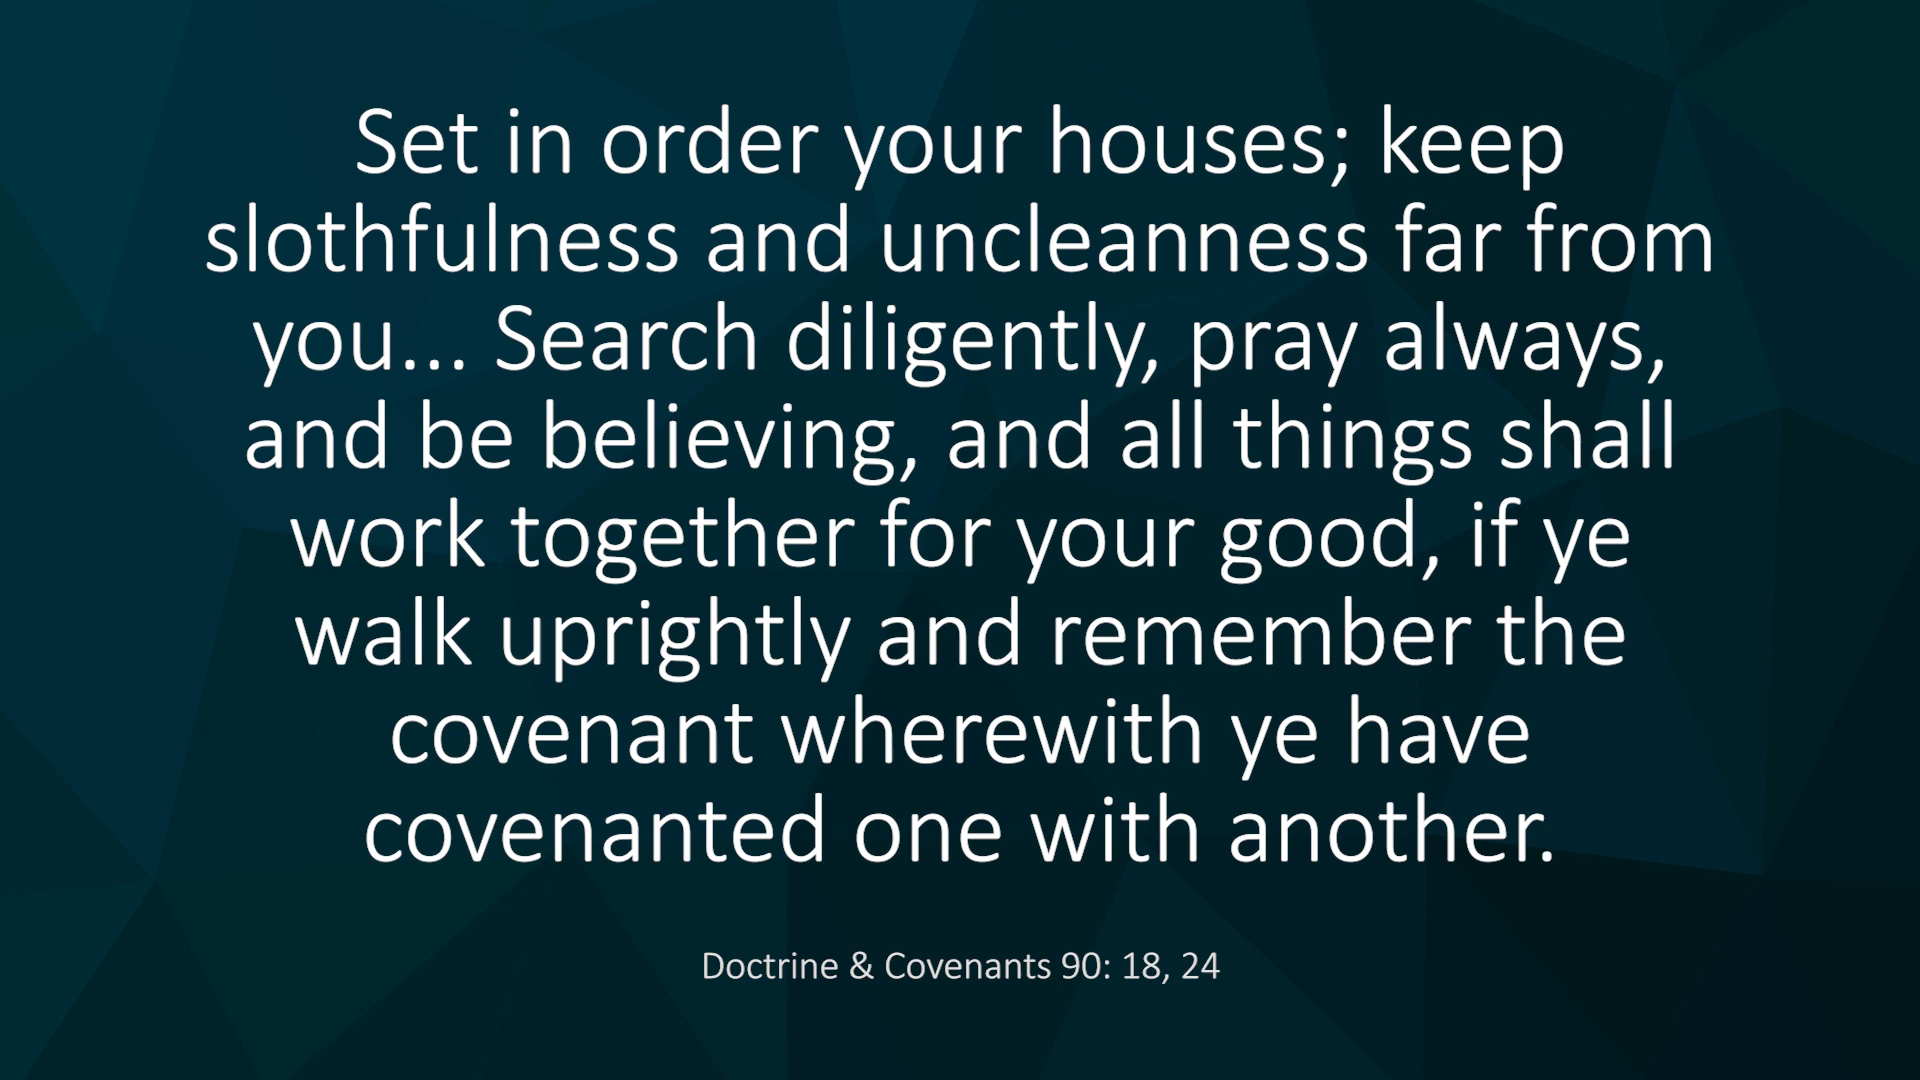 Set in order your houses; keep
slothfulness and uncleanness far from
you... Search diligently, pray always,
and be believing, and all things shall
work together for your good, if ye
walk uprightly and remember the
covenant wherewith ye have
covenanted one with another.
Doctrine & Covenants 90: 18, 24